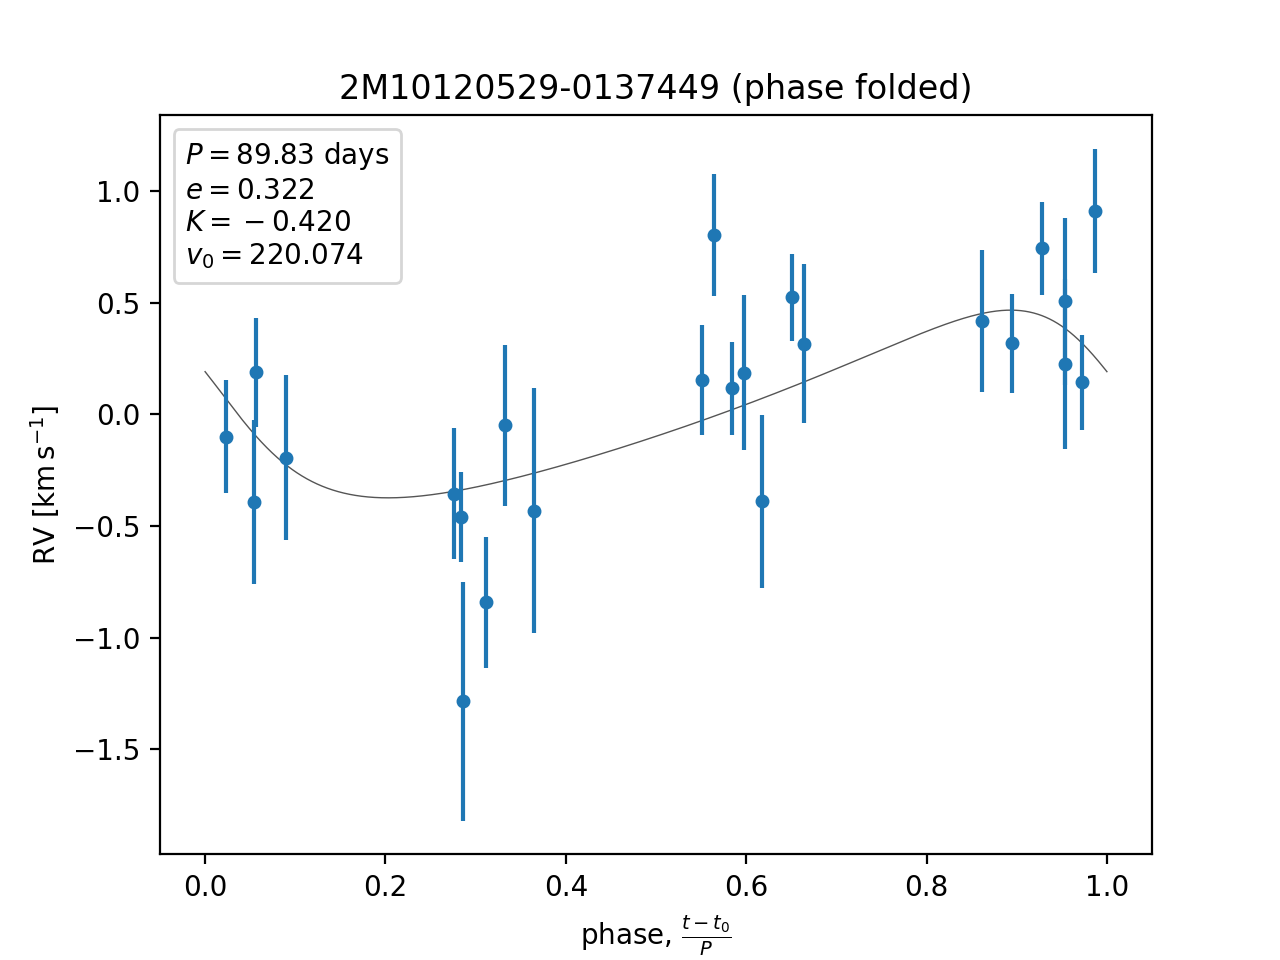 2M10120529-0137449 (phase folded)
P = 89.83 days
e = 0.322
K = −0.420
v₀ = 220.074
1.0
0.5
0.0
−0.5
−1.0
−1.5
RV [km s⁻¹]
0.0 0.2 0.4 0.6 0.8 1.0
phase, (t − t₀)/P